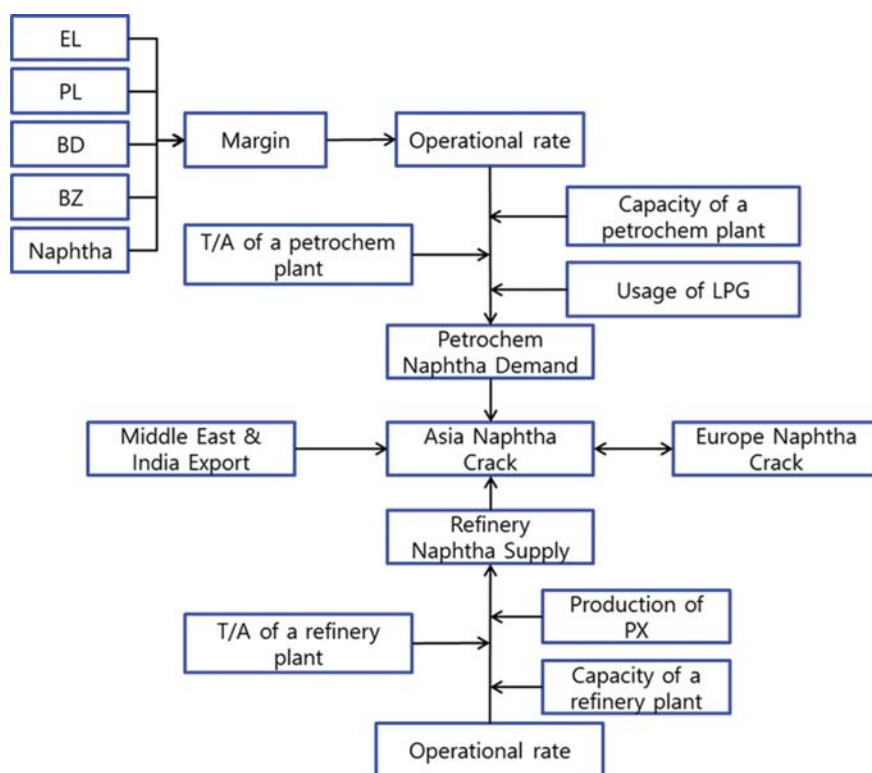 EL
PL
BD
BZ
Naphtha
Margin
Operational rate
Capacity of a
petrochem plant
T/A of a petrochem
plant
Usage of LPG
Petrochem
Naphtha Demand
Middle East &
India Export
Asia Naphtha
Crack
Europe Naphtha
Crack
Refinery
Naphtha Supply
Production of
PX
T/A of a refinery
plant
Capacity of a
refinery plant
Operational rate